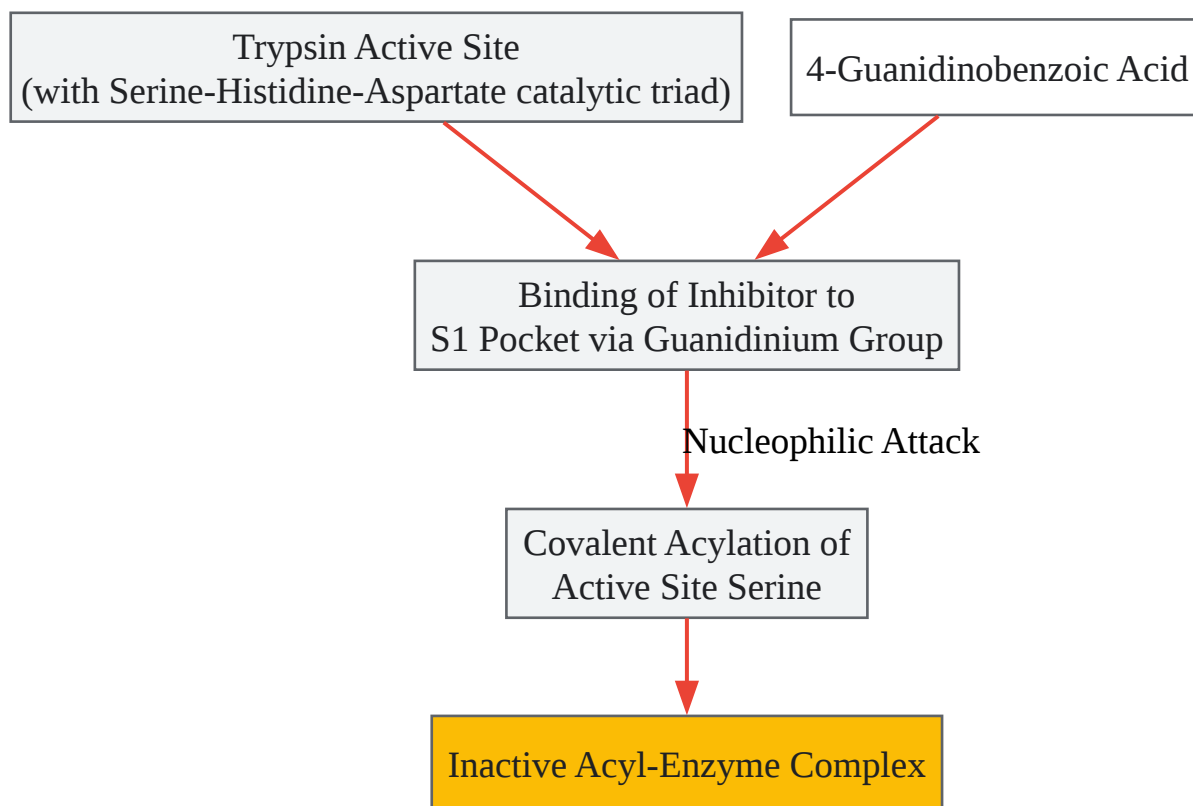 Trypsin Active Site
(with Serine-Histidine-Aspartate catalytic triad)
4-Guanidinobenzoic Acid
Binding of Inhibitor to
S1 Pocket via Guanidinium Group
Nucleophilic Attack
Covalent Acylation of
Active Site Serine
Inactive Acyl-Enzyme Complex